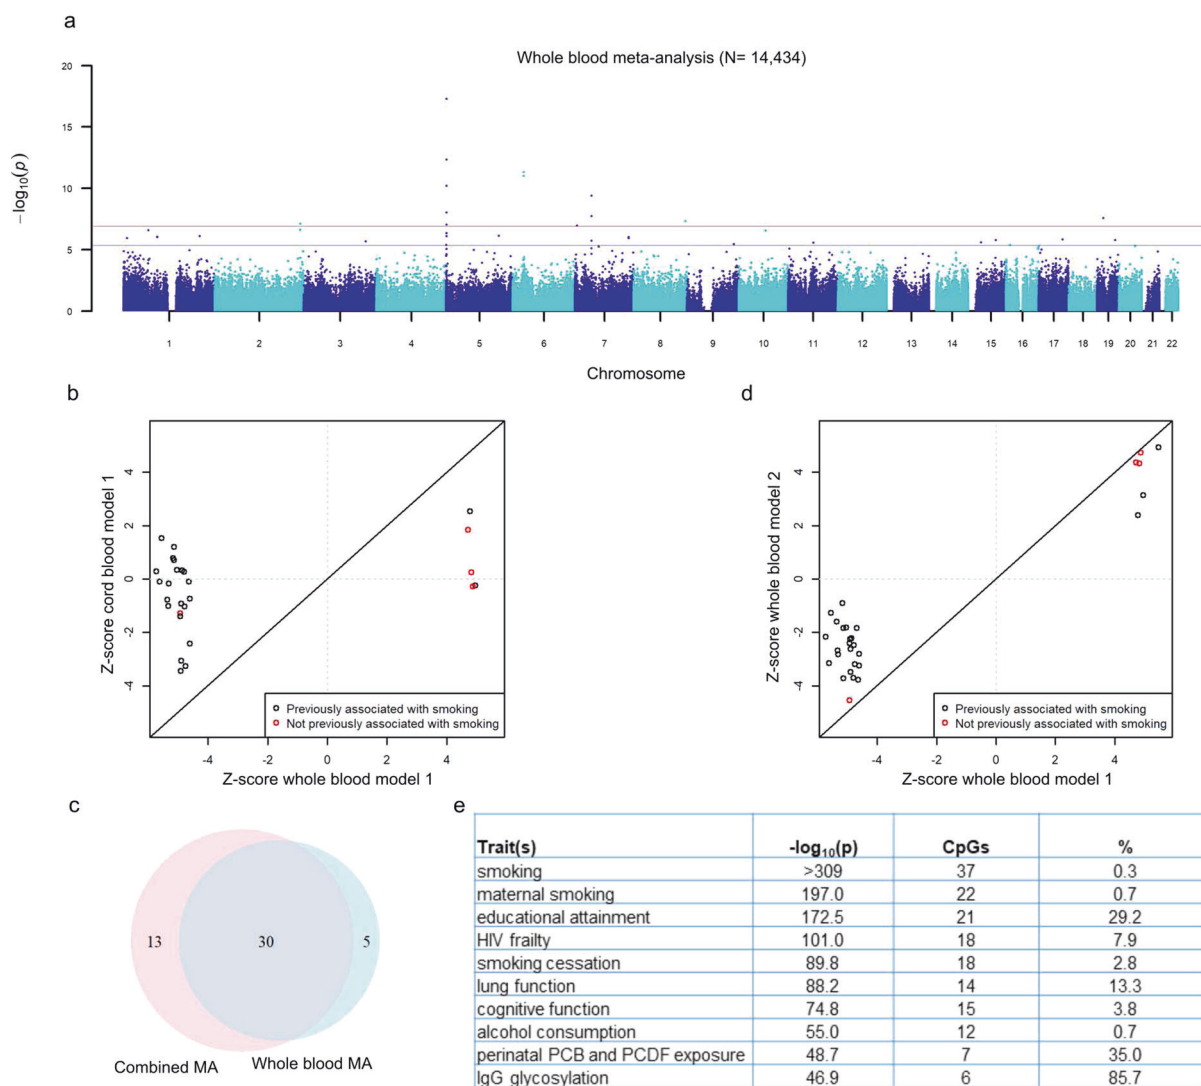 a
Whole blood meta-analysis (N= 14,434)
20
15
10
5
0
−log10(p)
1 2 3 4 5 6 7 8 9 10 11 12 13 14 15 16 17 18 19 20 21 22
Chromosome
b
4
2
0
-2
-4
Z-score cord blood model 1
Previously associated with smoking
Not previously associated with smoking
-4 -2 0 2 4
Z-score whole blood model 1
d
4
2
0
-2
-4
Z-score whole blood model 2
Previously associated with smoking
Not previously associated with smoking
-4 -2 0 2 4
Z-score whole blood model 1
c
13 30 5
Combined MA Whole blood MA
e
Trait(s) -log10(p) CpGs %
smoking >309 37 0.3
maternal smoking 197.0 22 0.7
educational attainment 172.5 21 29.2
HIV frailty 101.0 18 7.9
smoking cessation 89.8 18 2.8
lung function 88.2 14 13.3
cognitive function 74.8 15 3.8
alcohol consumption 55.0 12 0.7
perinatal PCB and PCDF exposure 48.7 7 35.0
IgG glycosylation 46.9 6 85.7